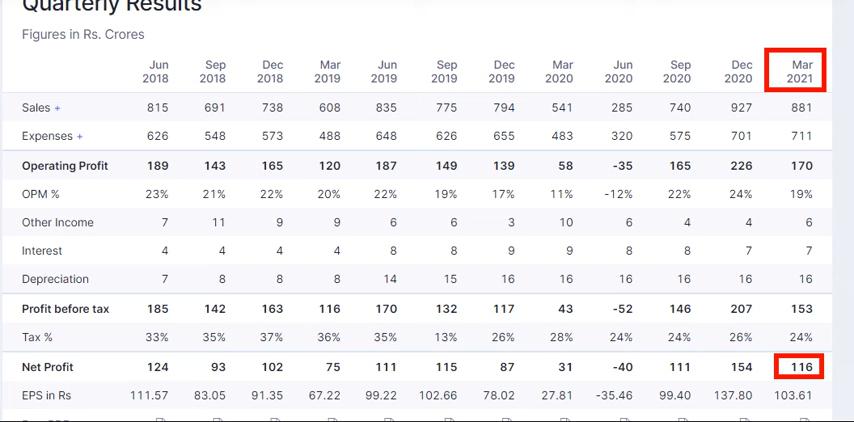 Quarterly Results
Figures in Rs. Crores
Jun 2018 Sep 2018 Dec 2018 Mar 2019 Jun 2019 Sep 2019 Dec 2019 Mar 2020 Jun 2020 Sep 2020 Dec 2020 Mar 2021
Sales + 815 691 738 608 835 775 794 541 285 740 927 881
Expenses + 626 548 573 488 648 626 655 483 320 575 701 711
Operating Profit 189 143 165 120 187 149 139 58 -35 165 226 170
OPM % 23% 21% 22% 20% 22% 19% 17% 11% -12% 22% 24% 19%
Other Income 7 11 9 9 6 6 3 10 6 4 4 6
Interest 4 4 4 4 8 8 9 9 8 8 7 7
Depreciation 7 8 8 8 14 15 16 16 16 16 16 16
Profit before tax 185 142 163 116 170 132 117 43 -52 146 207 153
Tax % 33% 35% 37% 36% 35% 13% 26% 28% 24% 24% 26% 24%
Net Profit 124 93 102 75 111 115 87 31 -40 111 154 116
EPS in Rs 111.57 83.05 91.35 67.22 99.22 102.66 78.02 27.81 -35.46 99.40 137.80 103.61